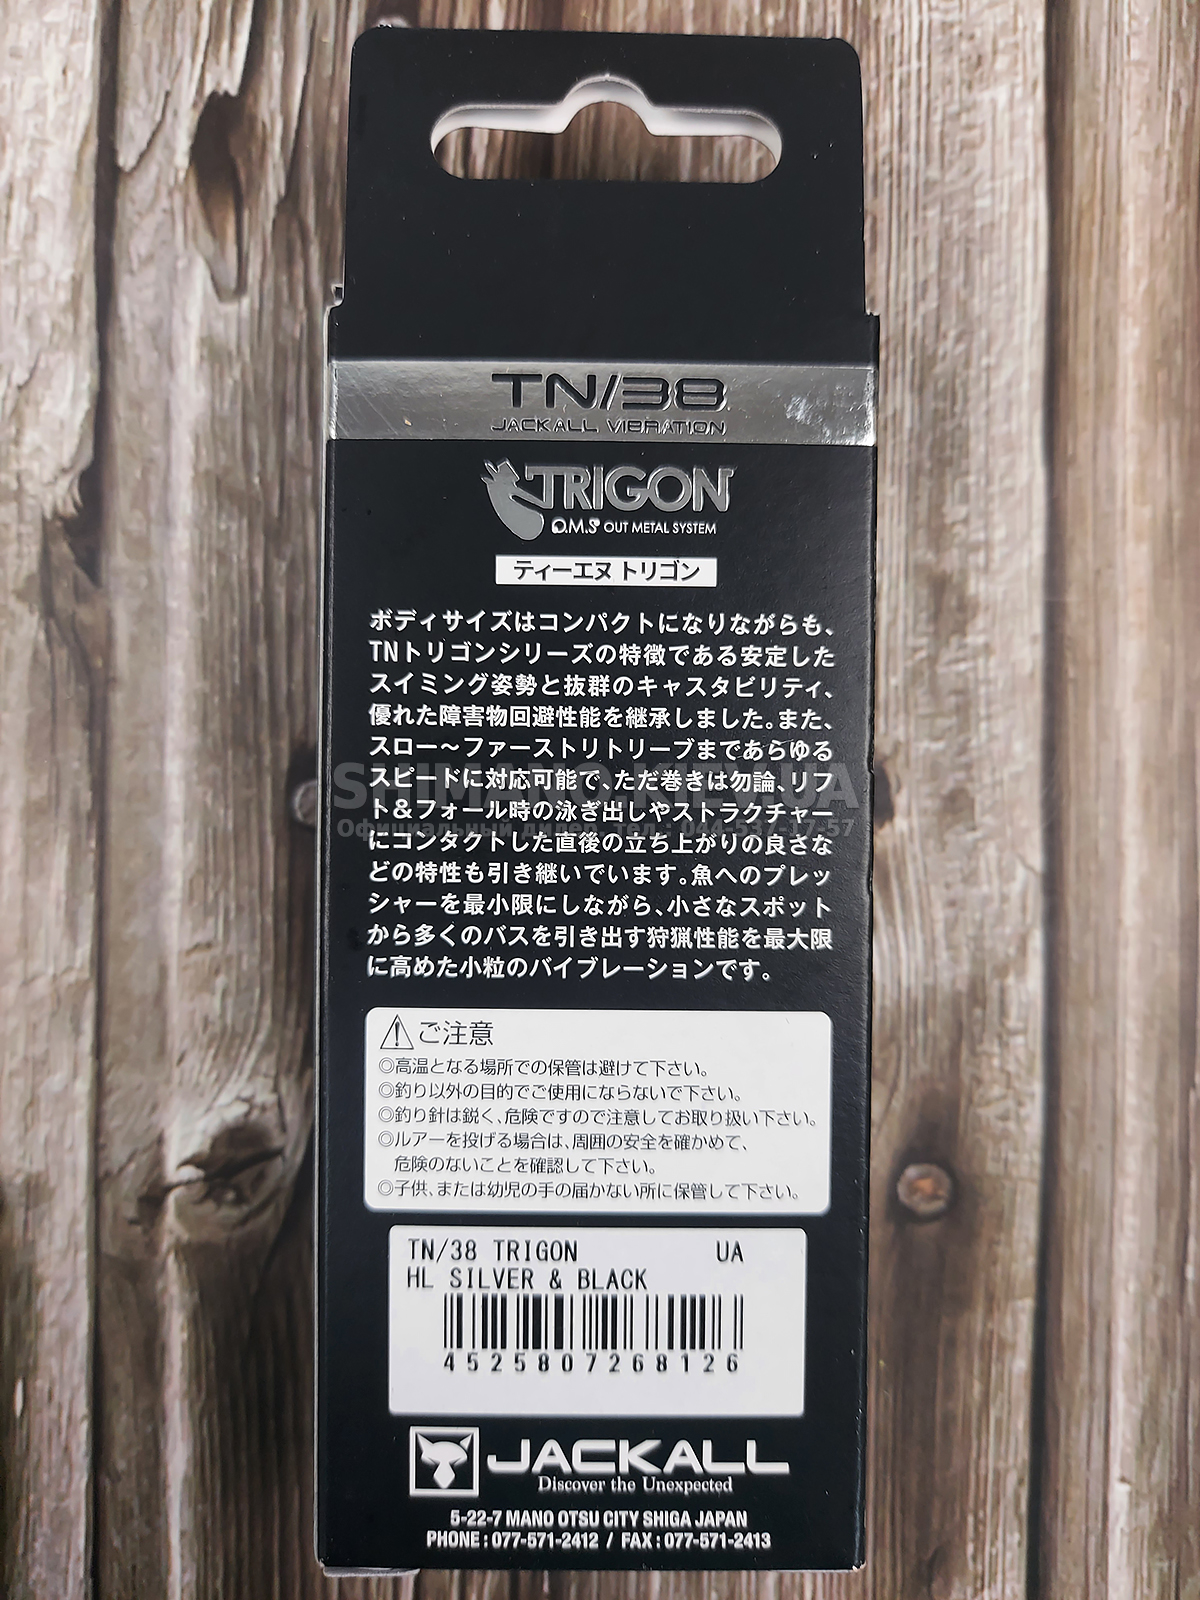 TN/38
JACKALL VIBRATION
TRIGON
O.M.S OUT METAL SYSTEM
ティーエヌ トリゴン
ボディサイズはコンパクトになりながらも、
TNトリゴンシリーズの特徴である安定した
スイミング姿勢と抜群のキャスタビリティ、
優れた障害物回避性能を継承しました。また、
スロー～ファーストリトリーブまであらゆる
スピードに対応可能で、ただ巻きは勿論、リフ
ト＆フォール時の泳ぎ出しやストラクチャー
にコンタクトした直後の立ち上がりの良さな
どの特性も引き継いでいます。魚へのプレッ
シャーを最小限にしながら、小さなスポット
から多くのバスを引き出す狩猟性能を最大限
に高めた小粒のバイブレーションです。
SHIMANO.KIEV.UA
Официальный дилер. тел.: 044-537-17-57
ご注意
◎高温となる場所での保管は避けて下さい。
◎釣り以外の目的でご使用にならないで下さい。
◎釣り針は鋭く、危険ですので注意してお取り扱い下さい。
◎ルアーを投げる場合は、周囲の安全を確かめて、
危険のないことを確認して下さい。
◎子供、または幼児の手の届かない所に保管して下さい。
TN/38 TRIGON UA
HL SILVER & BLACK
4525807268126
JACKALL
Discover the Unexpected
5-22-7 MANO OTSU CITY SHIGA JAPAN
PHONE : 077-571-2412 / FAX : 077-571-2413